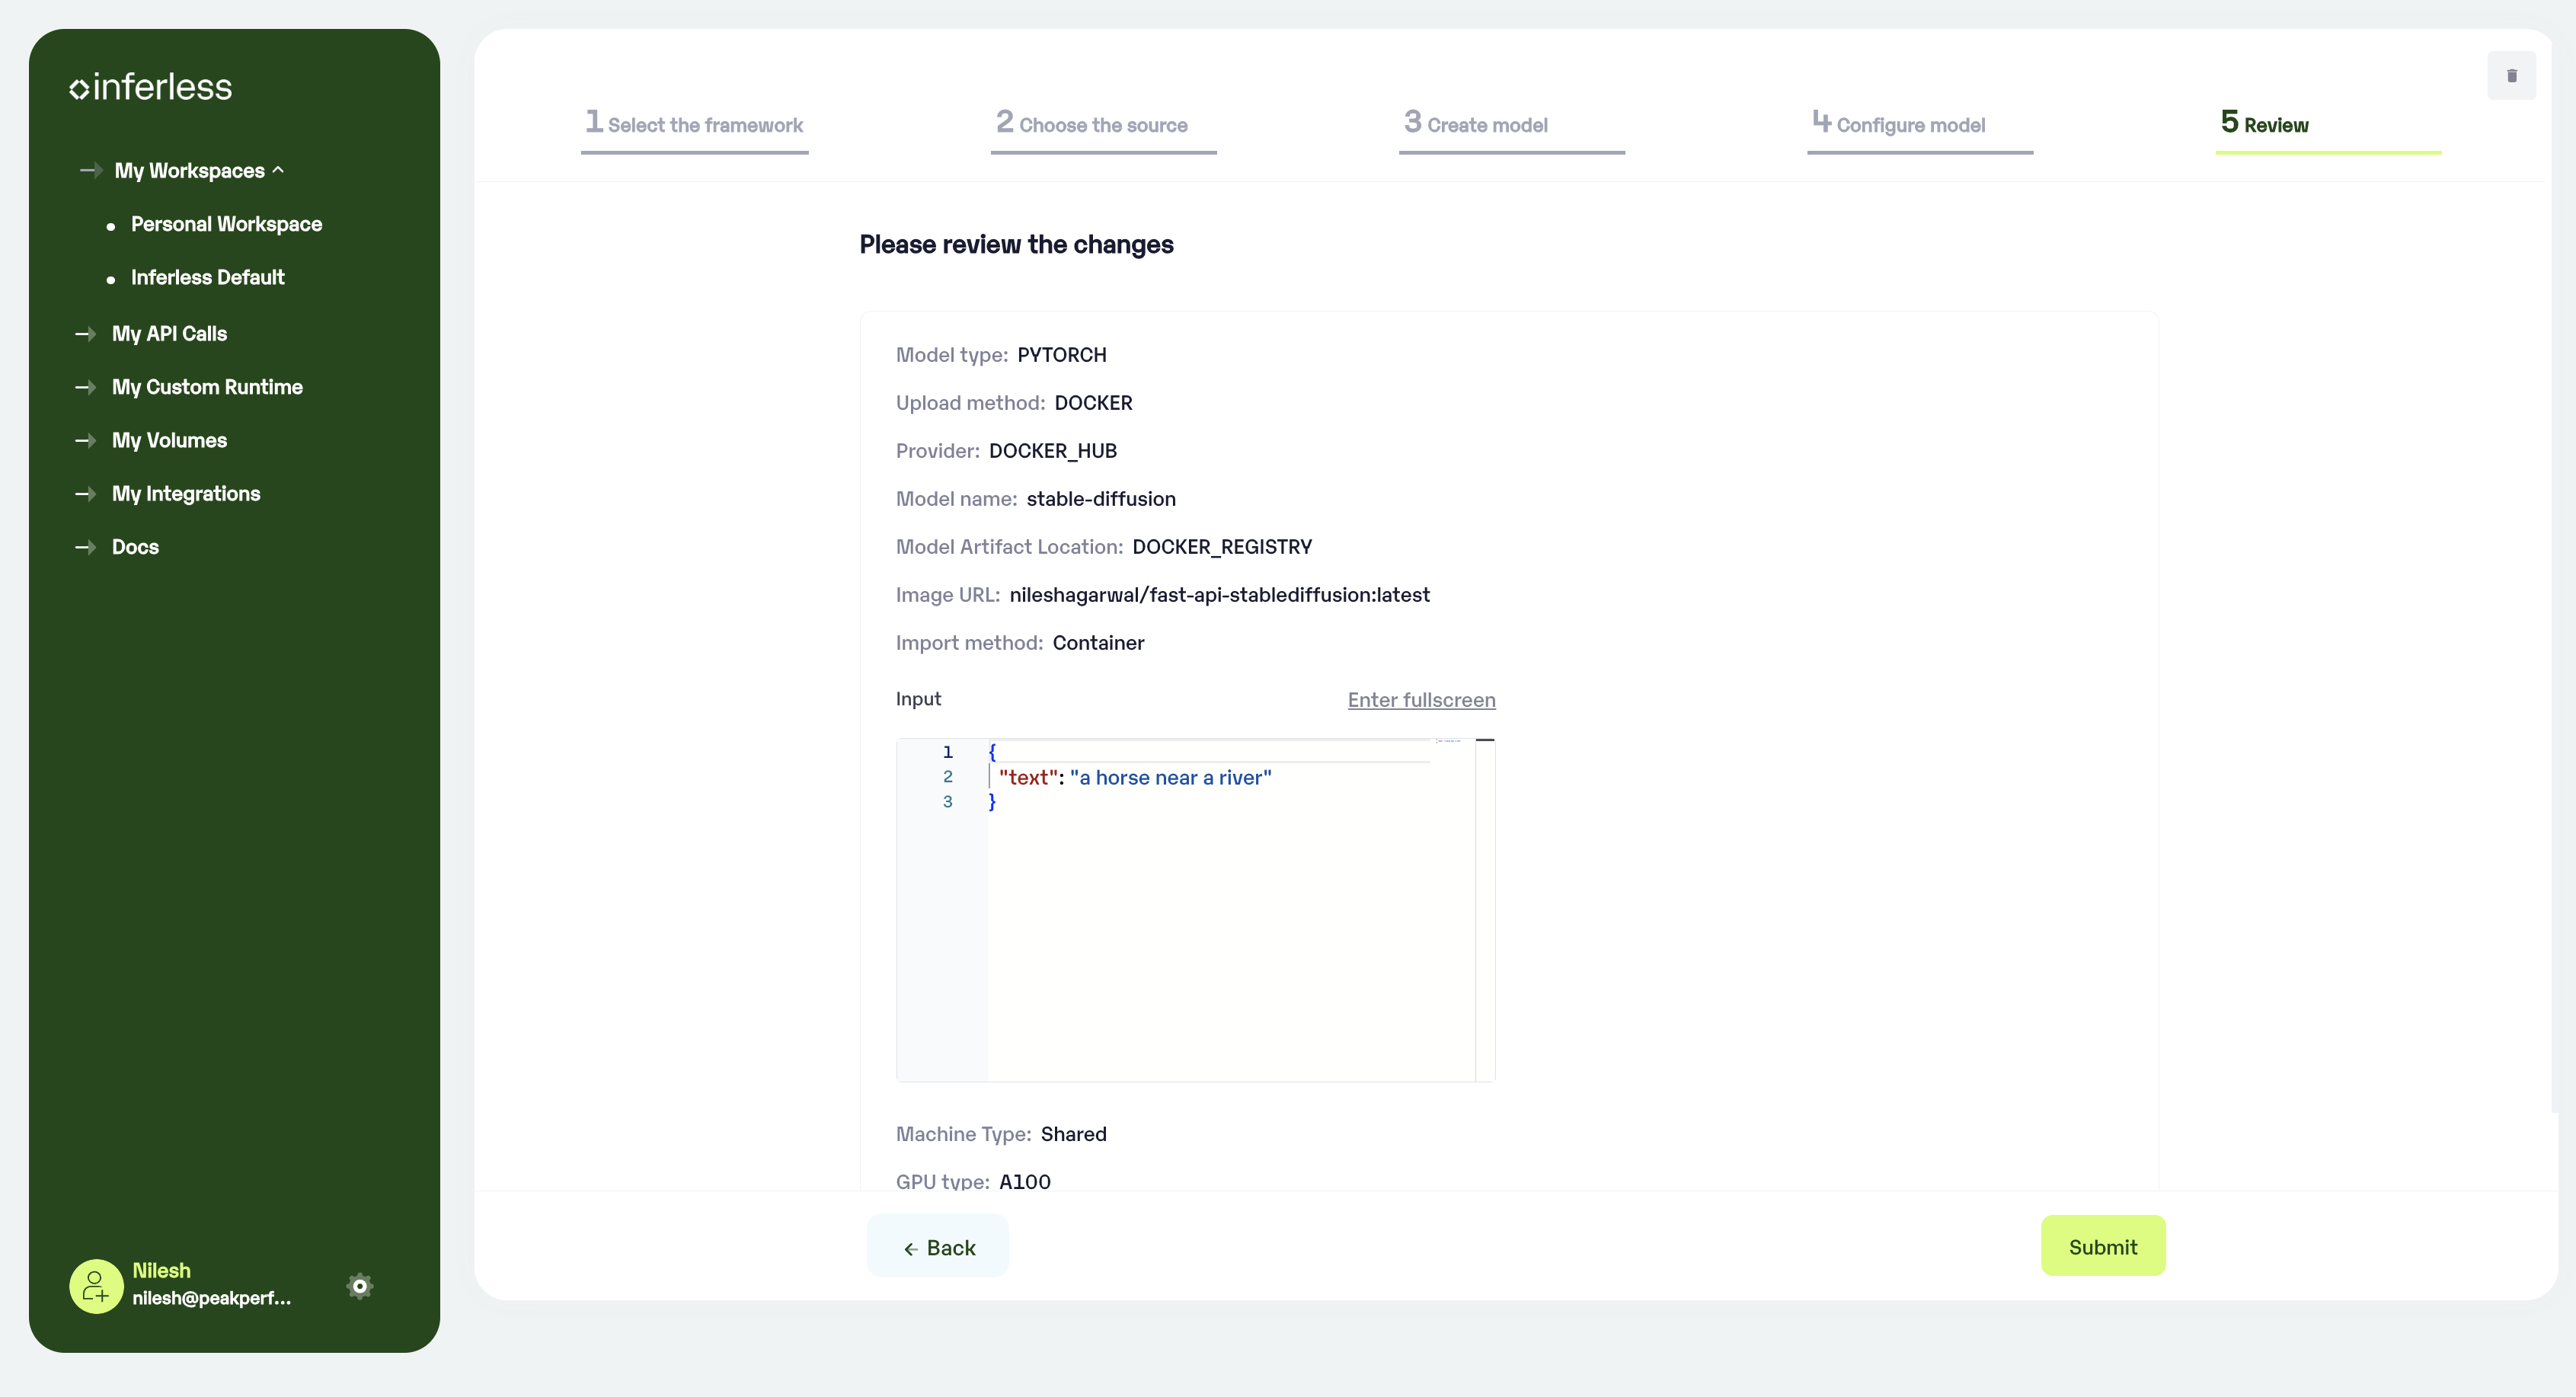 inferless
My Workspaces
Personal Workspace
Inferless Default
My API Calls
My Custom Runtime
My Volumes
My Integrations
Docs
Nilesh
nilesh@peakperf...
1 Select the framework
2 Choose the source
3 Create model
4 Configure model
5 Review
Please review the changes
Model type: PYTORCH
Upload method: DOCKER
Provider: DOCKER_HUB
Model name: stable-diffusion
Model Artifact Location: DOCKER_REGISTRY
Image URL: nileshagarwal/fast-api-stablediffusion:latest
Import method: Container
Input
Enter fullscreen
1 {
2 "text": "a horse near a river"
3 }
Machine Type: Shared
GPU type: A100
Back
Submit